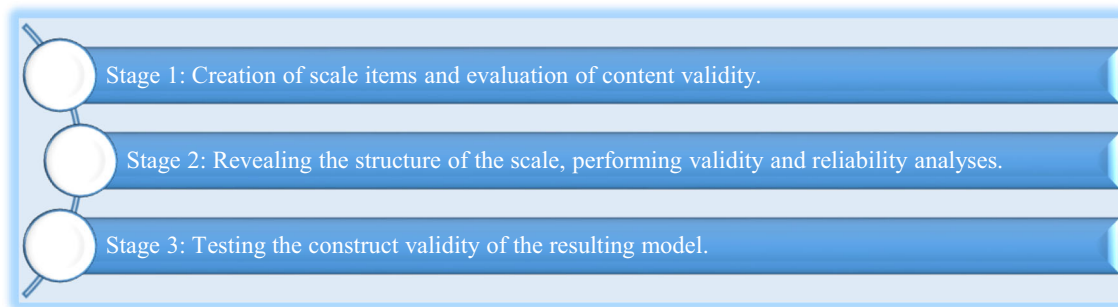 Stage 1: Creation of scale items and evaluation of content validity.
Stage 2: Revealing the structure of the scale, performing validity and reliability analyses.
Stage 3: Testing the construct validity of the resulting model.